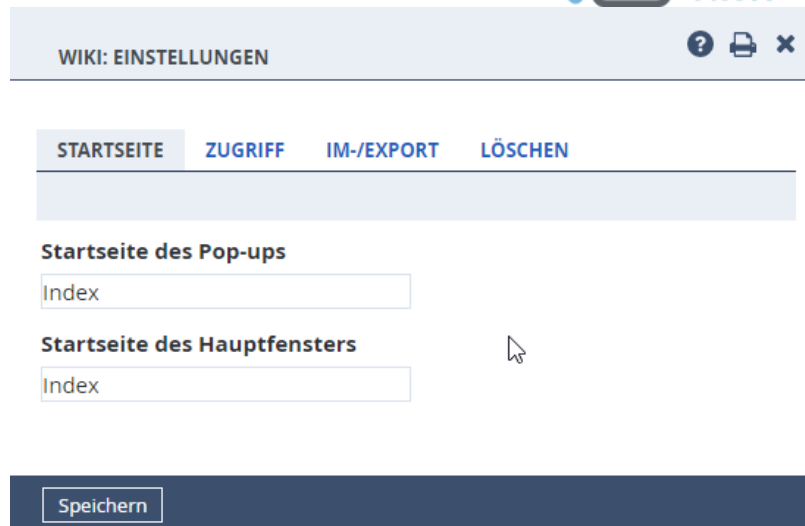 WIKI: EINSTELLUNGEN
STARTSEITE ZUGRIFF IM-/EXPORT LÖSCHEN
Startseite des Pop-ups
Index
Startseite des Hauptfensters
Index
Speichern